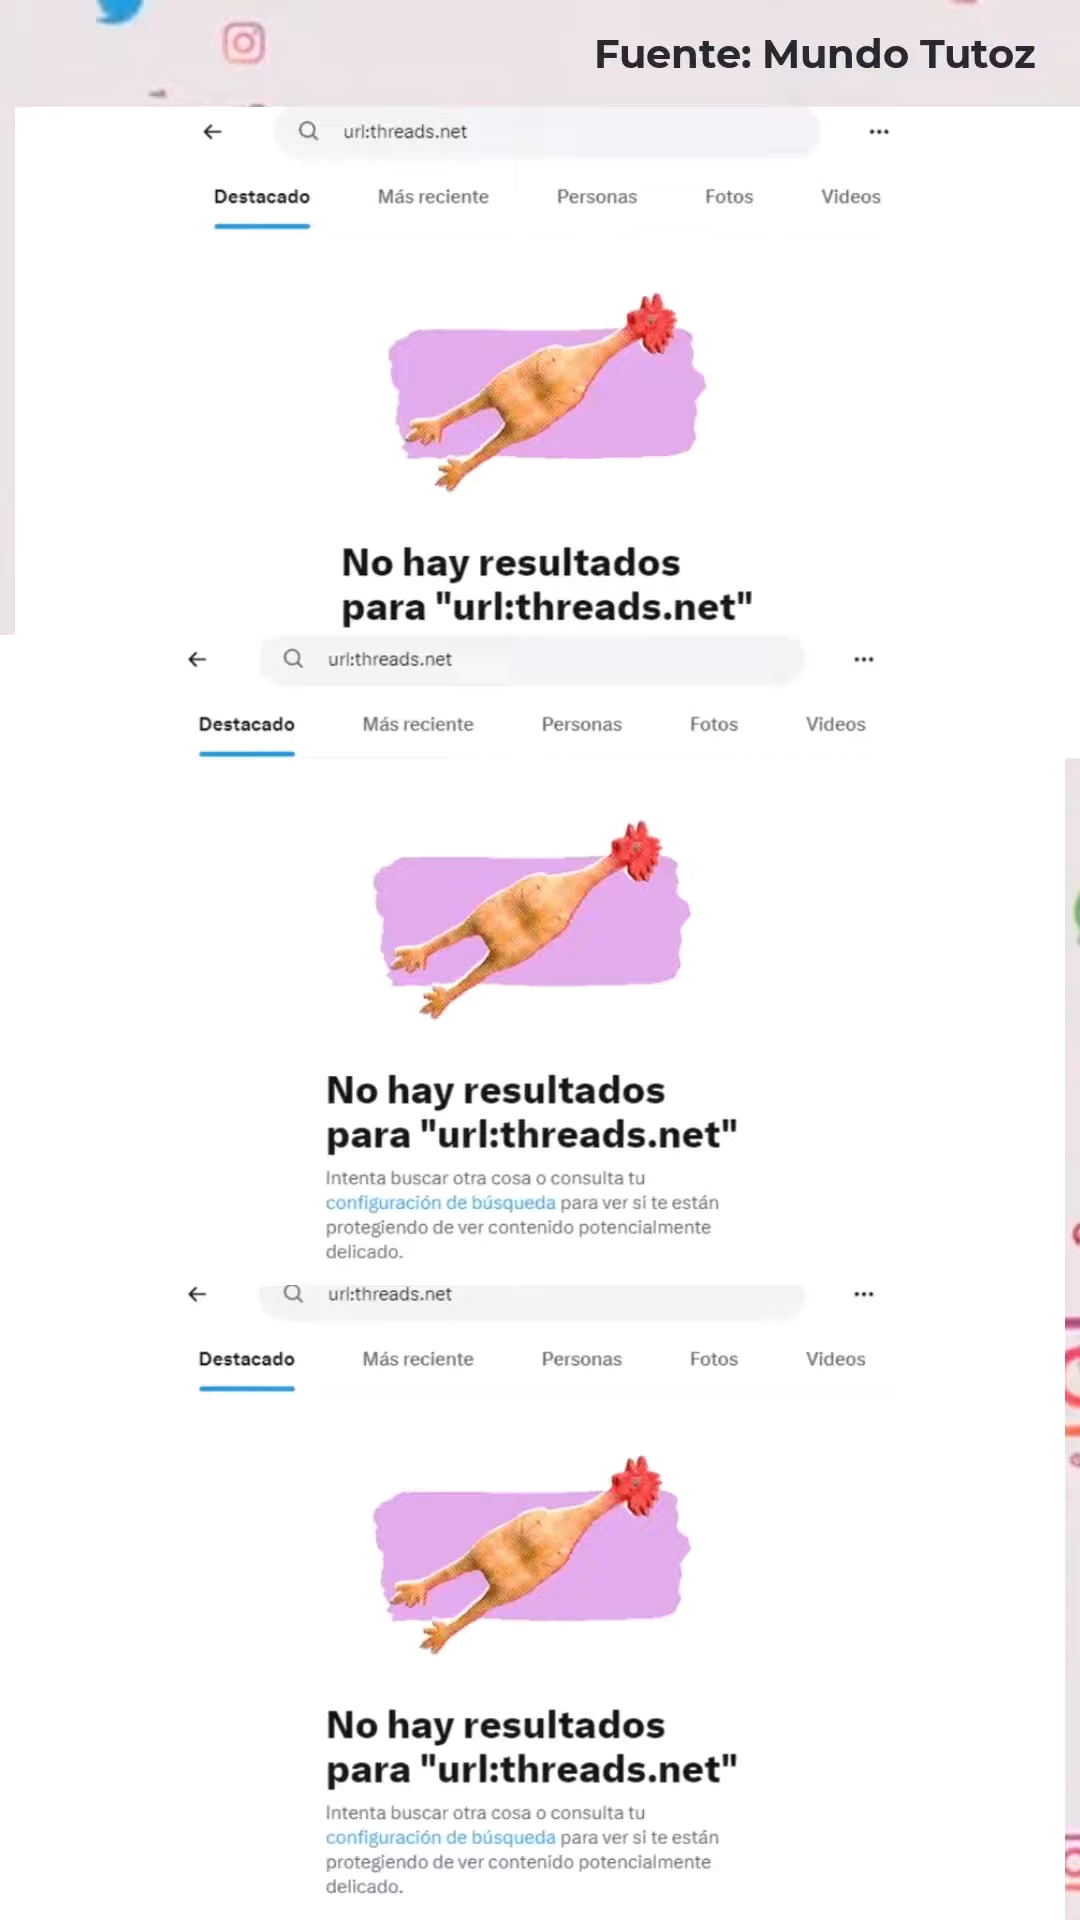 Fuente: Mundo Tutoz
url:threads.net
Destacado Más reciente Personas Fotos Videos
No hay resultados
para "url:threads.net"
url:threads.net
Destacado Más reciente Personas Fotos Videos
No hay resultados
para "url:threads.net"
Intenta buscar otra cosa o consulta tu
configuración de búsqueda para ver si te están
protegiendo de ver contenido potencialmente
delicado.
url:threads.net
Destacado Más reciente Personas Fotos Videos
No hay resultados
para "url:threads.net"
Intenta buscar otra cosa o consulta tu
configuración de búsqueda para ver si te están
protegiendo de ver contenido potencialmente
delicado.